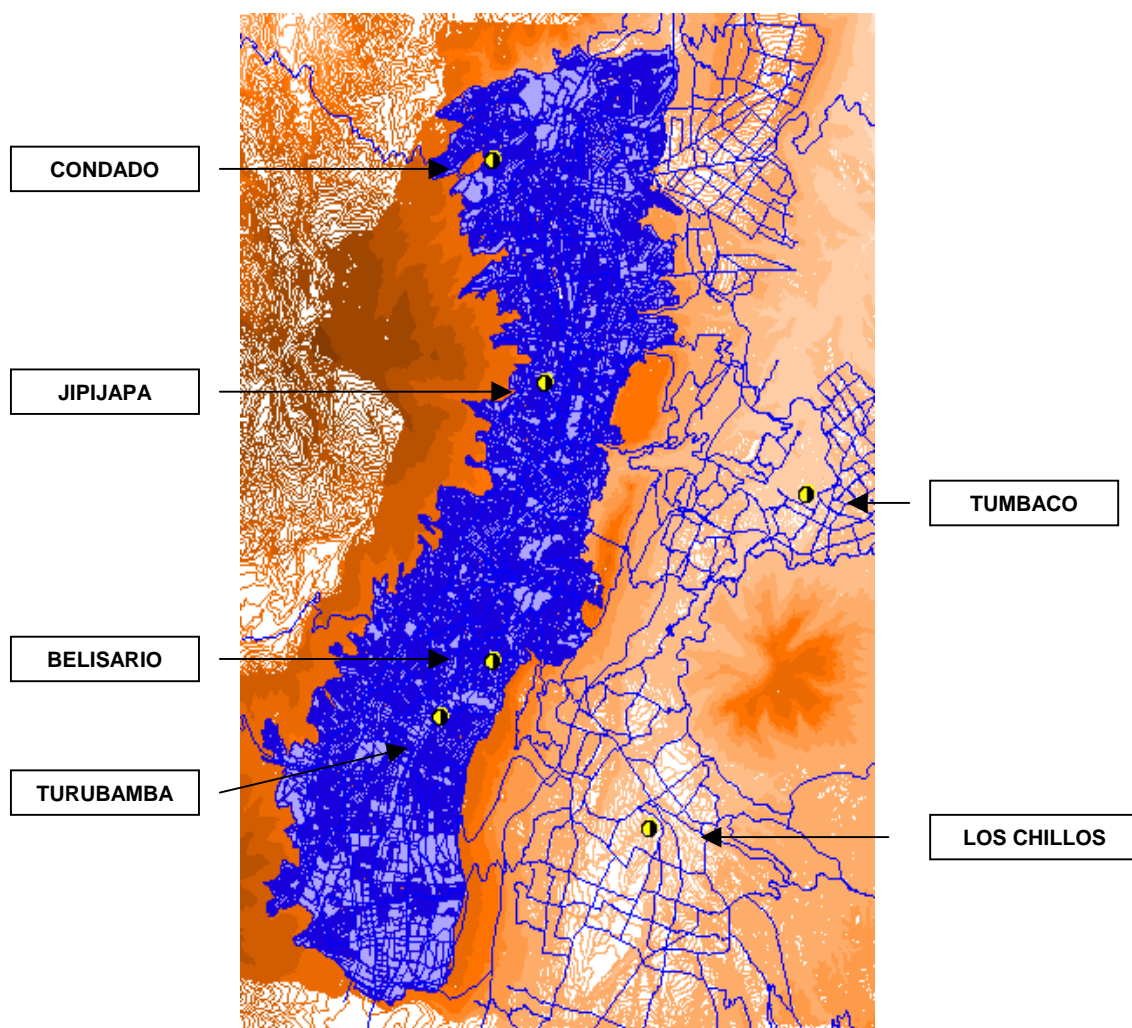 CONDADO
JIPIJAPA
TUMBACO
BELISARIO
TURUBAMBA
LOS CHILLOS